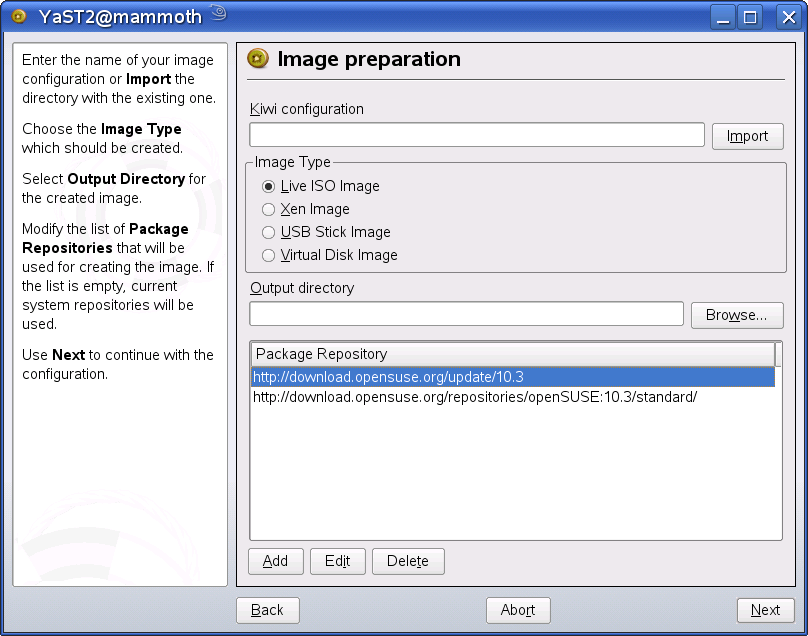 YaST2@mammoth
Enter the name of your image
configuration or Import the
directory with the existing one.
Choose the Image Type
which should be created.
Select Output Directory for
the created image.
Modify the list of Package
Repositories that will be
used for creating the image. If
the list is empty, current
system repositories will be
used.
Use Next to continue with the
configuration.
Image preparation
Kiwi configuration
Import
Image Type
Live ISO Image
Xen Image
USB Stick Image
Virtual Disk Image
Output directory
Browse...
Package Repository
http://download.opensuse.org/update/10.3
http://download.opensuse.org/repositories/openSUSE:10.3/standard/
Add Edit Delete
Back Abort Next